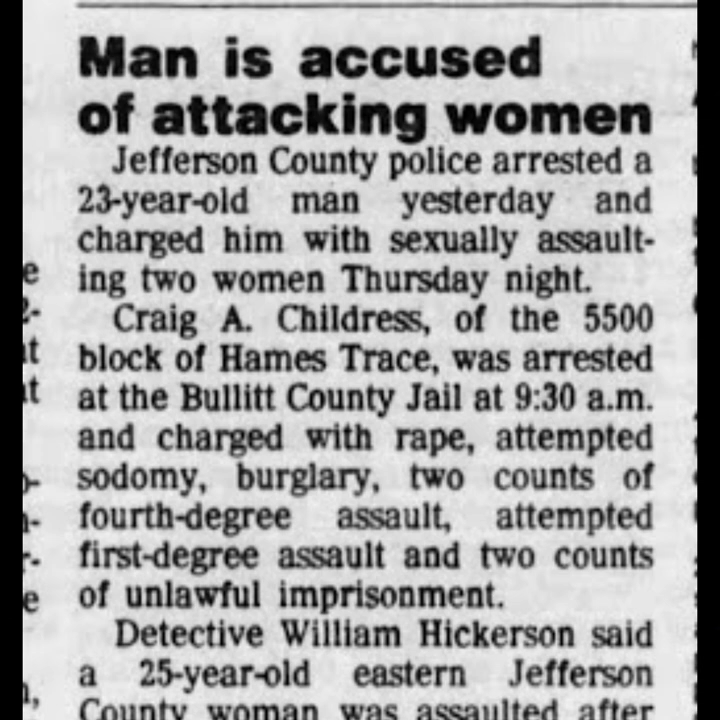 Man is accused
of attacking women
Jefferson County police arrested a
23-year-old man yesterday and
charged him with sexually assault-
ing two women Thursday night.
Craig A. Childress, of the 5500
block of Hames Trace, was arrested
at the Bullitt County Jail at 9:30 a.m.
and charged with rape, attempted
sodomy, burglary, two counts of
fourth-degree assault, attempted
first-degree assault and two counts
of unlawful imprisonment.
Detective William Hickerson said
a 25-year-old eastern Jefferson
County woman was assaulted after